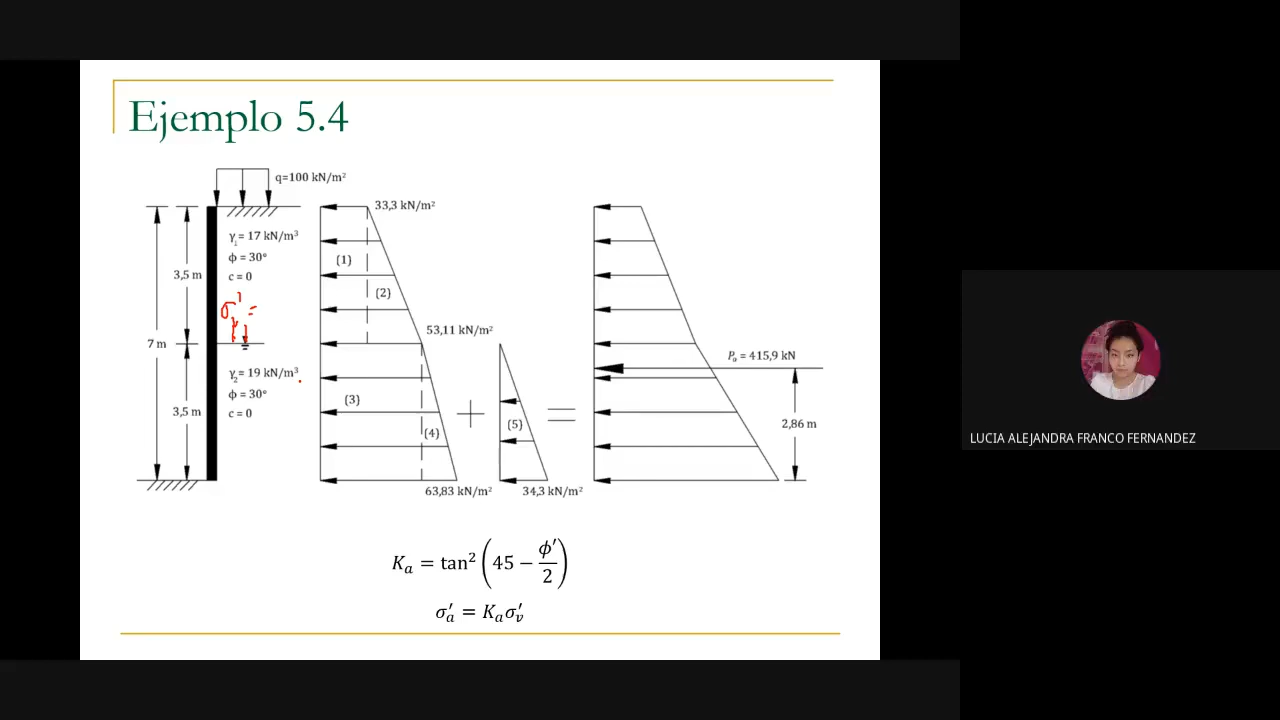 Ejemplo 5.4
q=100 kN/m²
γ₁= 17 kN/m³
ϕ = 30°
c = 0
3,5 m
σ' =
7 m
γ₂= 19 kN/m³
ϕ = 30°
c = 0
3,5 m
33,3 kN/m²
(1)
(2)
53,11 kN/m²
(3)
(4)
63,83 kN/m²
+
(5)
34,3 kN/m²
=
Pₐ = 415,9 kN
2,86 m
Kₐ = tan² (45 − ϕ′/2)
σ′ₐ = Kₐσ′ᵥ
LUCIA ALEJANDRA FRANCO FERNANDEZ